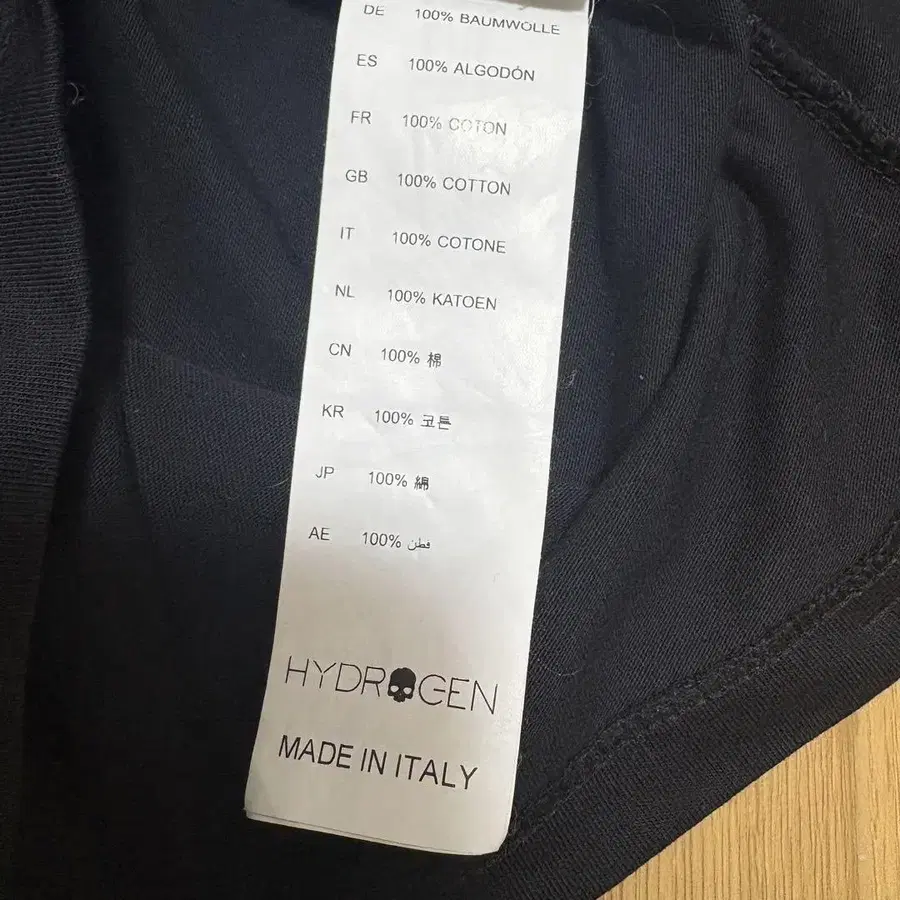 DE 100% BAUMWOLLE
ES 100% ALGODÓN
FR 100% COTON
GB 100% COTTON
IT 100% COTONE
NL 100% KATOEN
CN 100% 棉
KR 100% 코튼
JP 100% 綿
AE 100% قطن
HYDROGEN
MADE IN ITALY